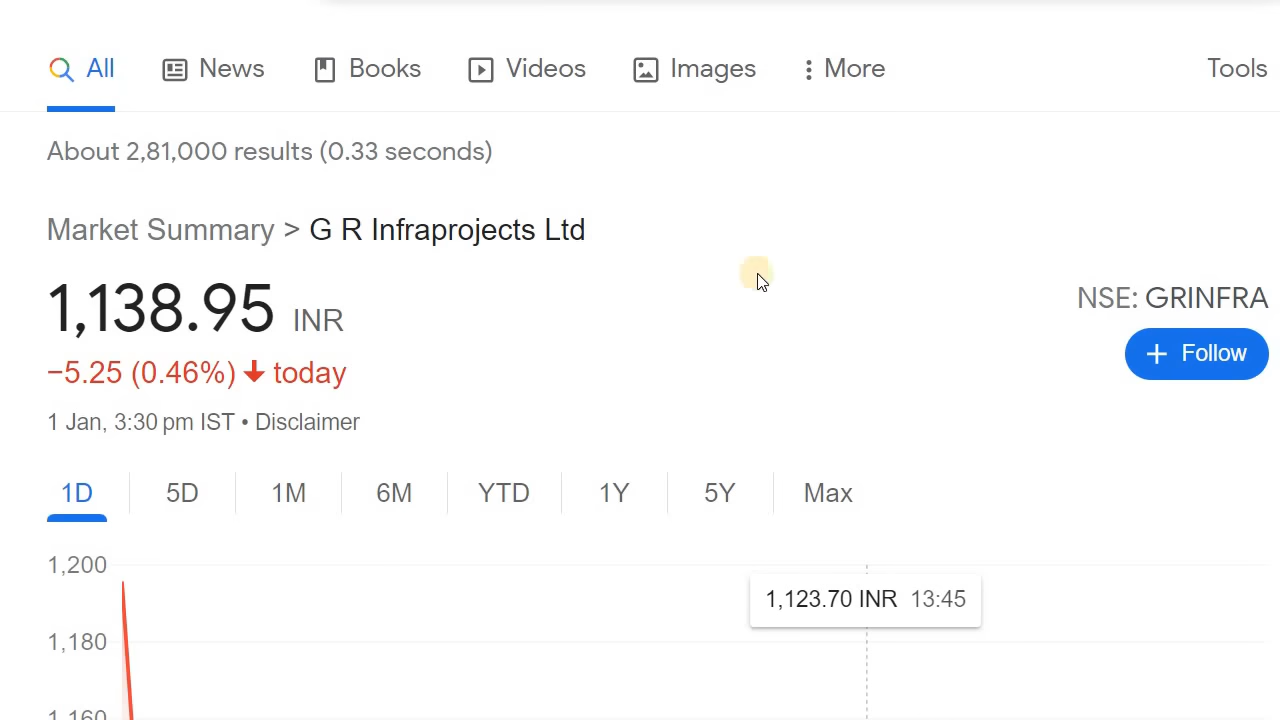 All News Books Videos Images More Tools
About 2,81,000 results (0.33 seconds)
Market Summary > G R Infraprojects Ltd
1,138.95 INR
NSE: GRINFRA
−5.25 (0.46%) today
+ Follow
1 Jan, 3:30 pm IST • Disclaimer
1D 5D 1M 6M YTD 1Y 5Y Max
1,200
1,123.70 INR 13:45
1,180
1,160